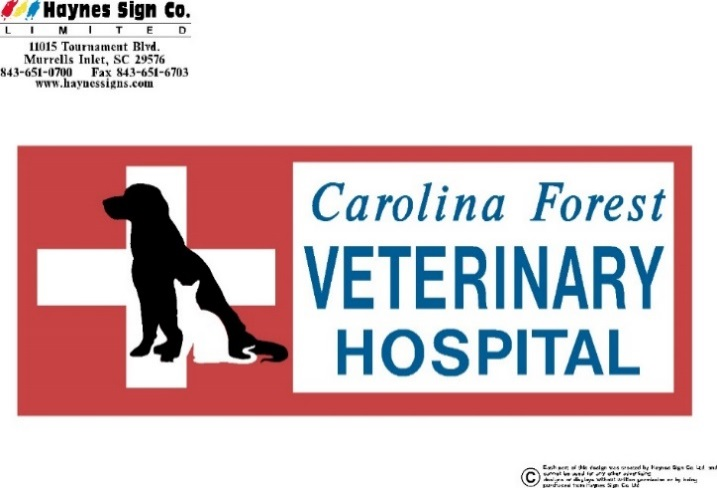 Haynes Sign Co.
LIMITED
11015 Tournament Blvd.
Murrells Inlet, SC 29576
843-651-0700 Fax 843-651-6703
www.haynessigns.com
Carolina Forest
VETERINARY
HOSPITAL
© Each part of this design was created by Haynes Sign Co. Ltd. and
cannot be used for any other advertising
designs or displays without written permission or by being
purchased from Haynes Sign Co. Ltd